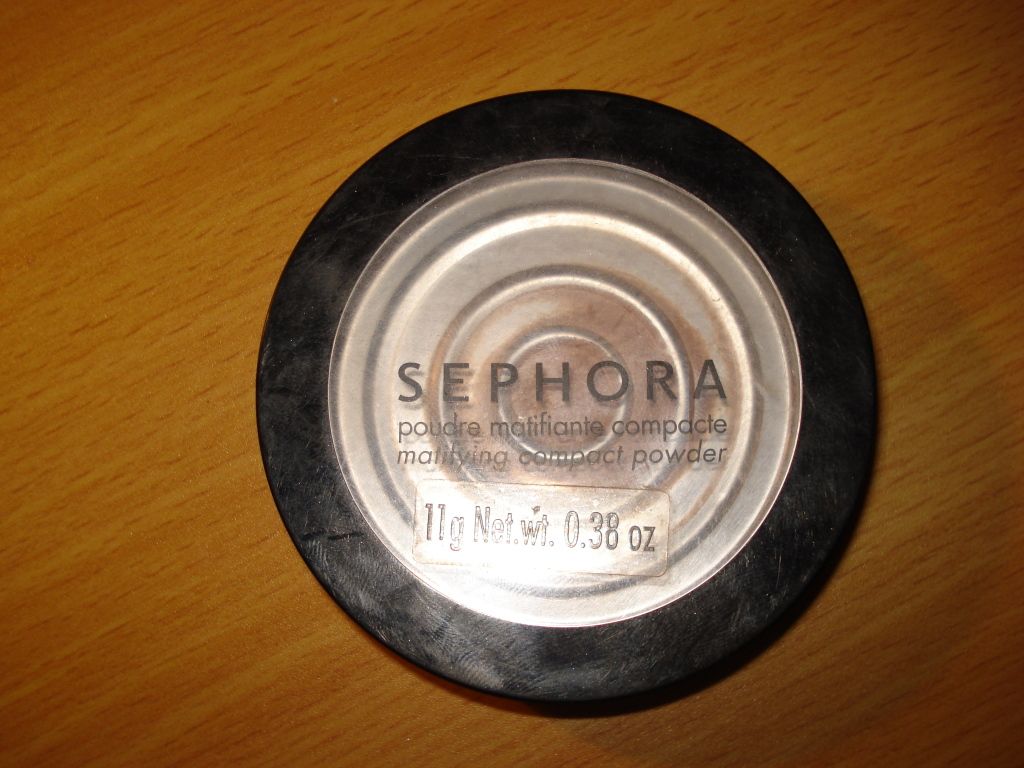 SEPHORA
poudre matifiante compacte
matifying compact powder
11g Net.wt. 0.38 oz